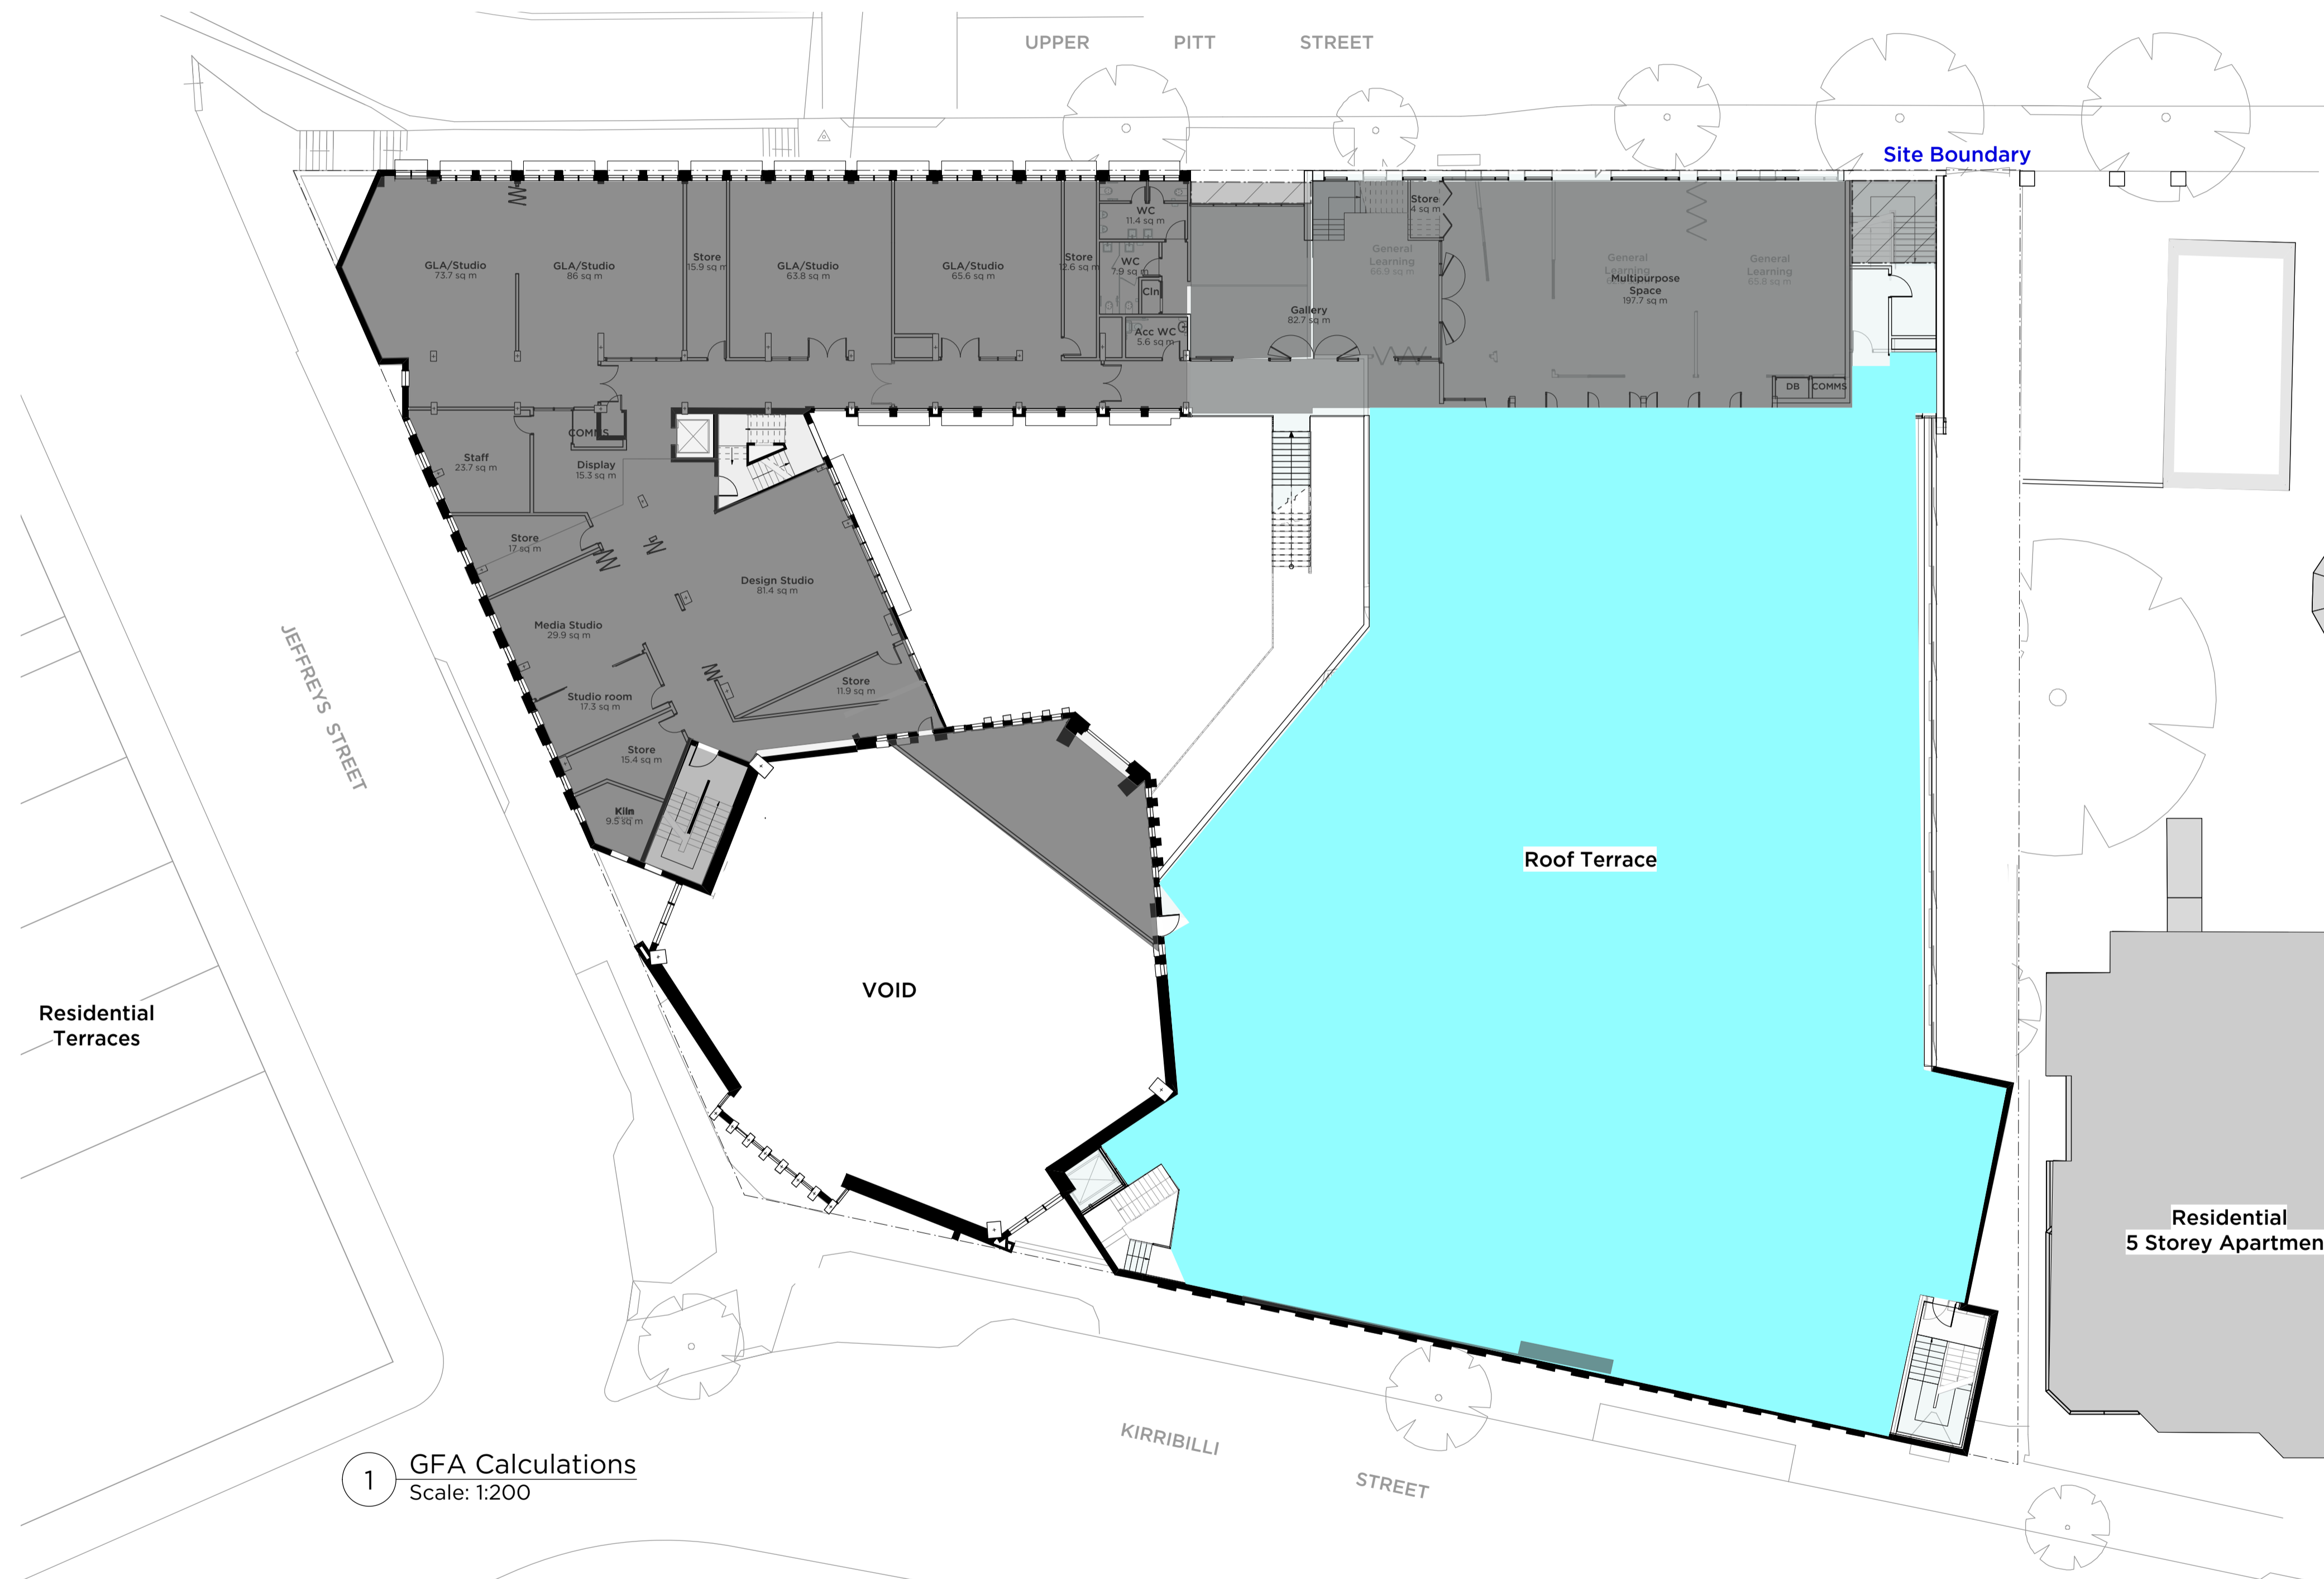 UPPER PITT STREET
Site Boundary
GLA/Studio
73.7 sq m
GLA/Studio
86 sq m
Store
15.9 sq m
GLA/Studio
63.8 sq m
GLA/Studio
65.6 sq m
Store
12.6 sq m
WC
11.4 sq m
WC
7.9 sq m
Cln
Acc WC
5.6 sq m
Gallery
82.7 sq m
Store
4 sq m
General
Learning
66.9 sq m
General
Learning
Multipurpose
Space
197.7 sq m
General
Learning
65.8 sq m
DB
COMMS
Staff
23.7 sq m
COMMS
Display
15.3 sq m
Store
17 sq m
Design Studio
81.4 sq m
Media Studio
29.9 sq m
Studio room
17.3 sq m
Store
11.9 sq m
Store
15.4 sq m
Kiln
9.5 sq m
JEFFREYS STREET
Roof Terrace
VOID
Residential
Terraces
Residential
5 Storey Apartmen
KIRRIBILLI
STREET
1
GFA Calculations
Scale: 1:200